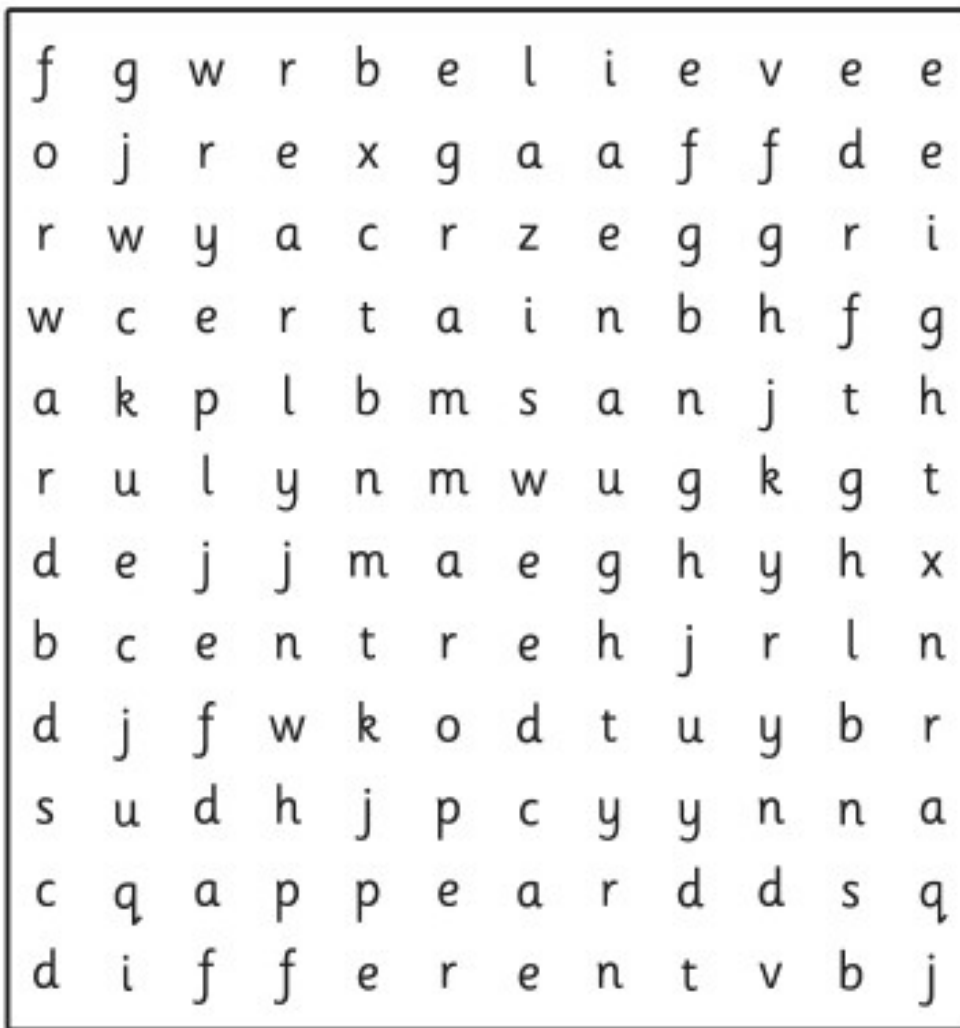 f g w r b e l i e v e e
o j r e x g a a f f d e
r w y a c r z e g g r i
w c e r t a i n b h f g
a k p l b m s a n j t h
r u l y n m w u g k g t
d e j j m a e g h y h x
b c e n t r e h j r l n
d j f w k o d t u y b r
s u d h j p c y y n n a
c q a p p e a r d d s q
d i f f e r e n t v b j